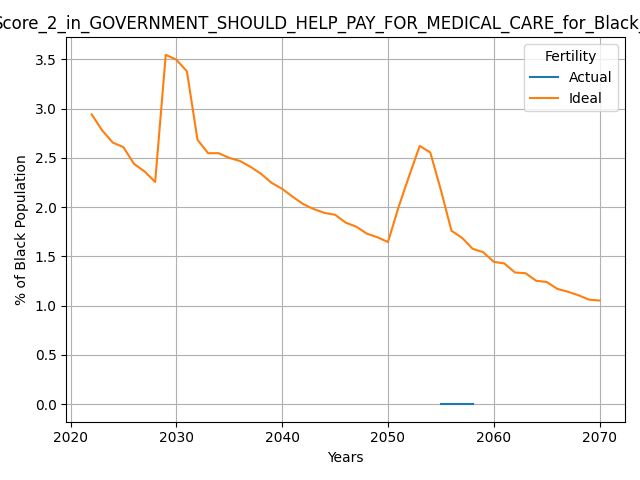 Score_2_in_GOVERNMENT_SHOULD_HELP_PAY_FOR_MEDICAL_CARE_for_Black_
Fertility
Actual
Ideal
% of Black Population
3.5
3.0
2.5
2.0
1.5
1.0
0.5
0.0
2020 2030 2040 2050 2060 2070
Years